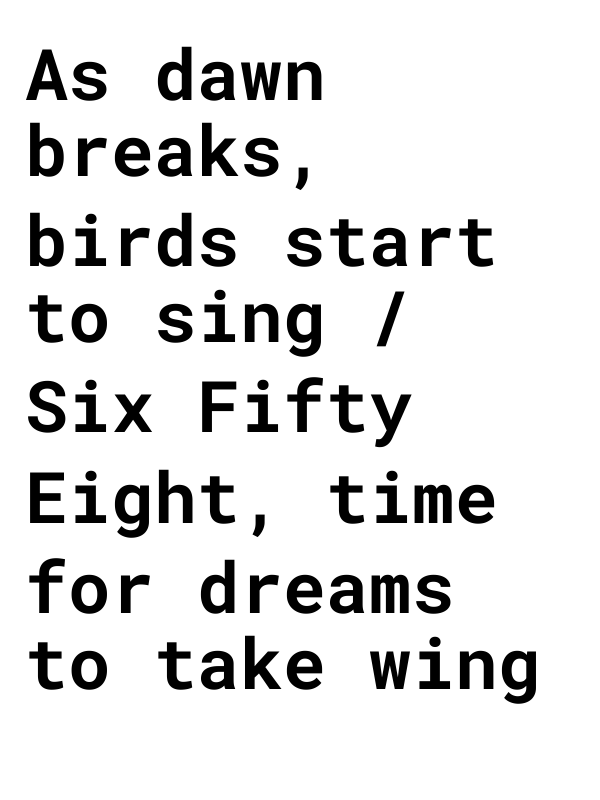 As dawn
breaks,
birds start
to sing /
Six Fifty
Eight, time
for dreams
to take wing